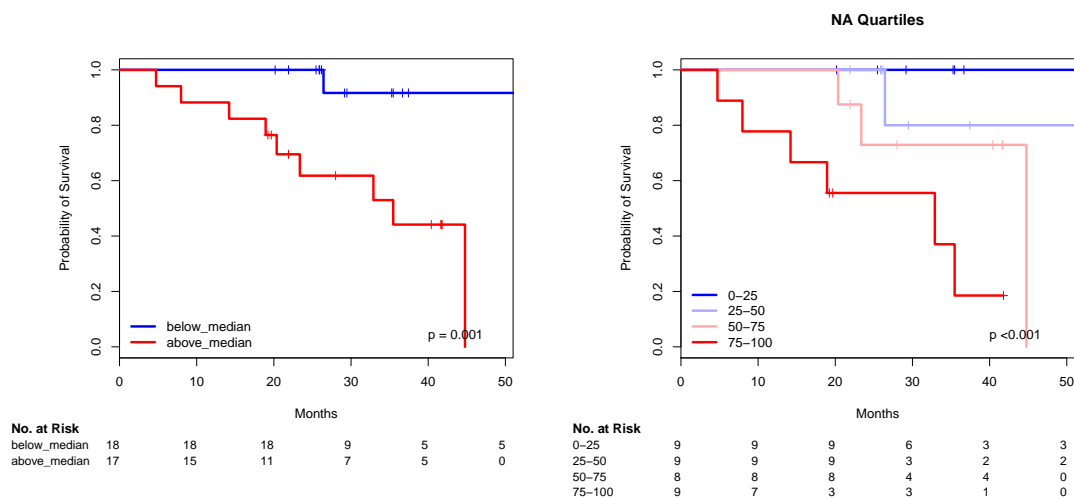 NA Quartiles
Probability of Survival
1.0
0.8
0.6
0.4
0.2
0.0
below_median
above_median
p = 0.001
0 10 20 30 40 50
Months
No. at Risk
below_median 18 18 18 9 5 5
above_median 17 15 11 7 5 0
Probability of Survival
1.0
0.8
0.6
0.4
0.2
0.0
0−25
25−50
50−75
75−100
p <0.001
0 10 20 30 40 50
Months
No. at Risk
0−25 9 9 9 6 3 3
25−50 9 9 9 3 2 2
50−75 8 8 8 4 4 0
75−100 9 7 3 3 1 0